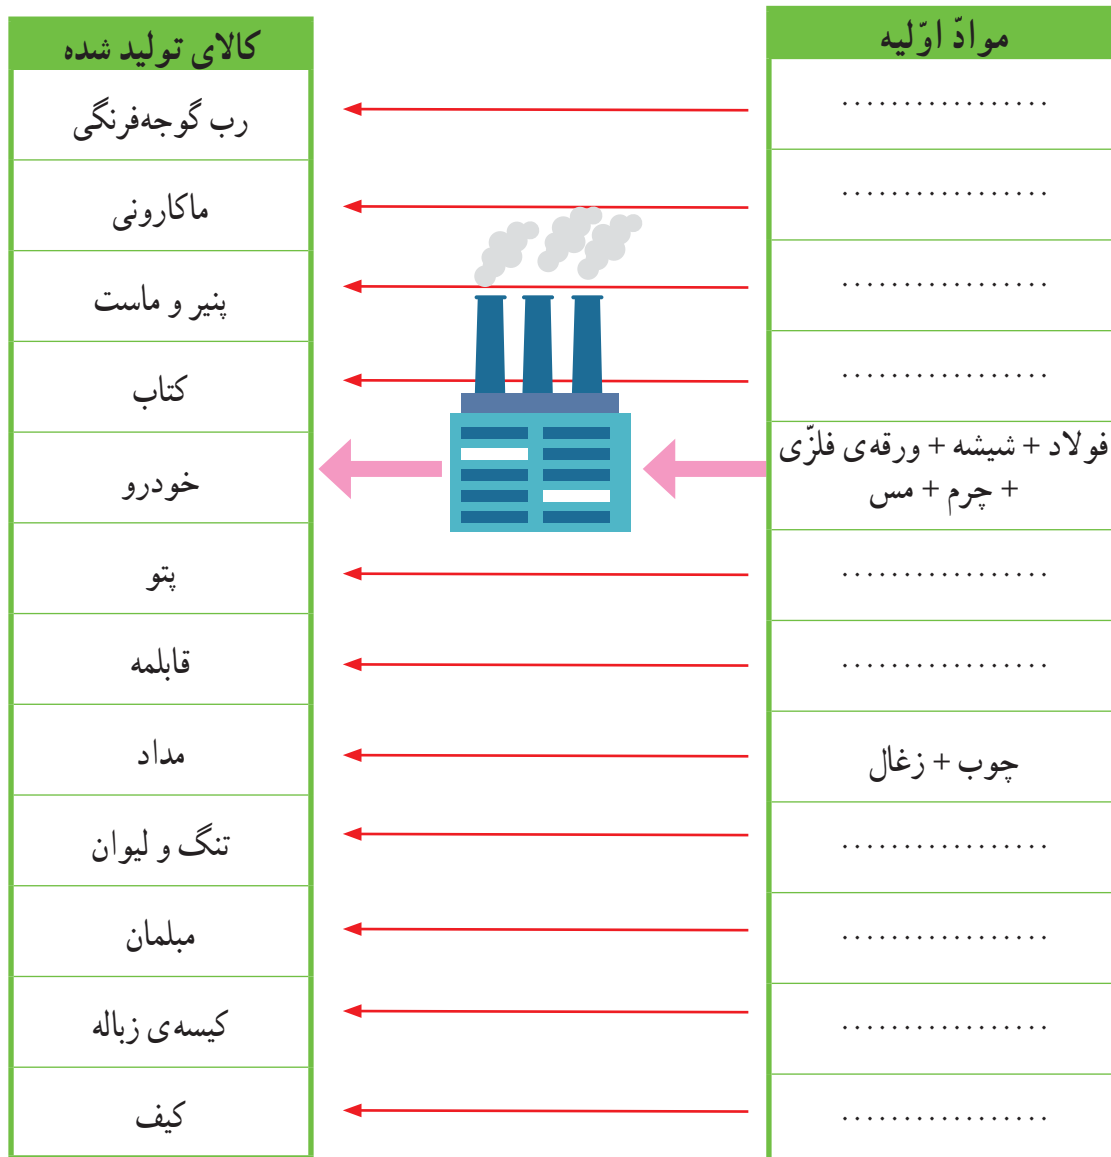 موادّ اوّلیه
.................
.................
.................
.................
فولاد + شیشه + ورقه‌ی فلزّی
+ چرم + مس
.................
.................
چوب + زغال
.................
.................
.................
.................
کالای تولید شده
رب گوجه‌فرنگی
ماکارونی
پنیر و ماست
کتاب
خودرو
پتو
قابلمه
مداد
تنگ و لیوان
مبلمان
کیسه‌ی زباله
کیف